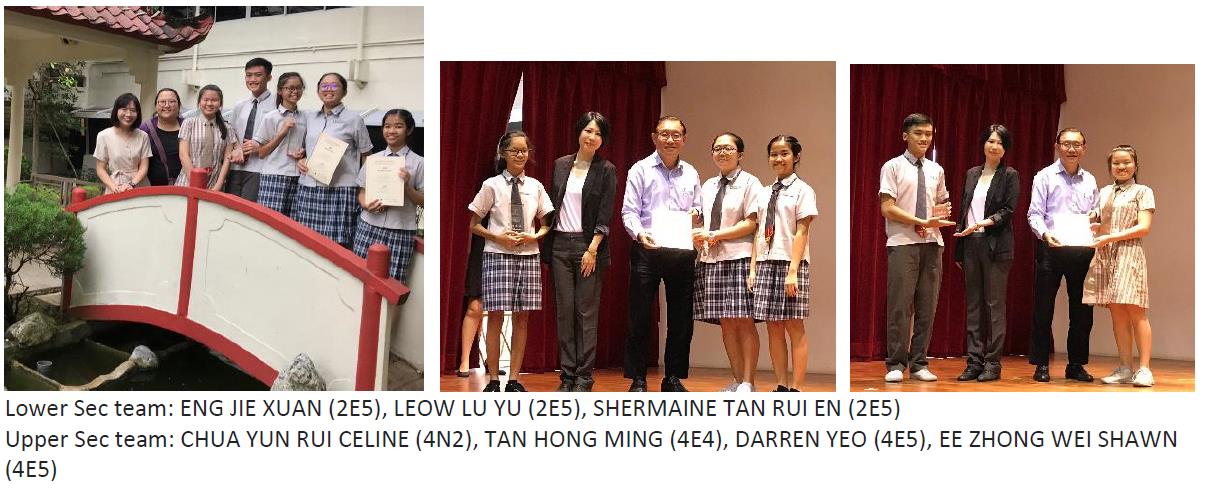 Lower Sec team: ENG JIE XUAN (2E5), LEOW LU YU (2E5), SHERMAINE TAN RUI EN (2E5)
Upper Sec team: CHUA YUN RUI CELINE (4N2), TAN HONG MING (4E4), DARREN YEO (4E5), EE ZHONG WEI SHAWN
(4E5)